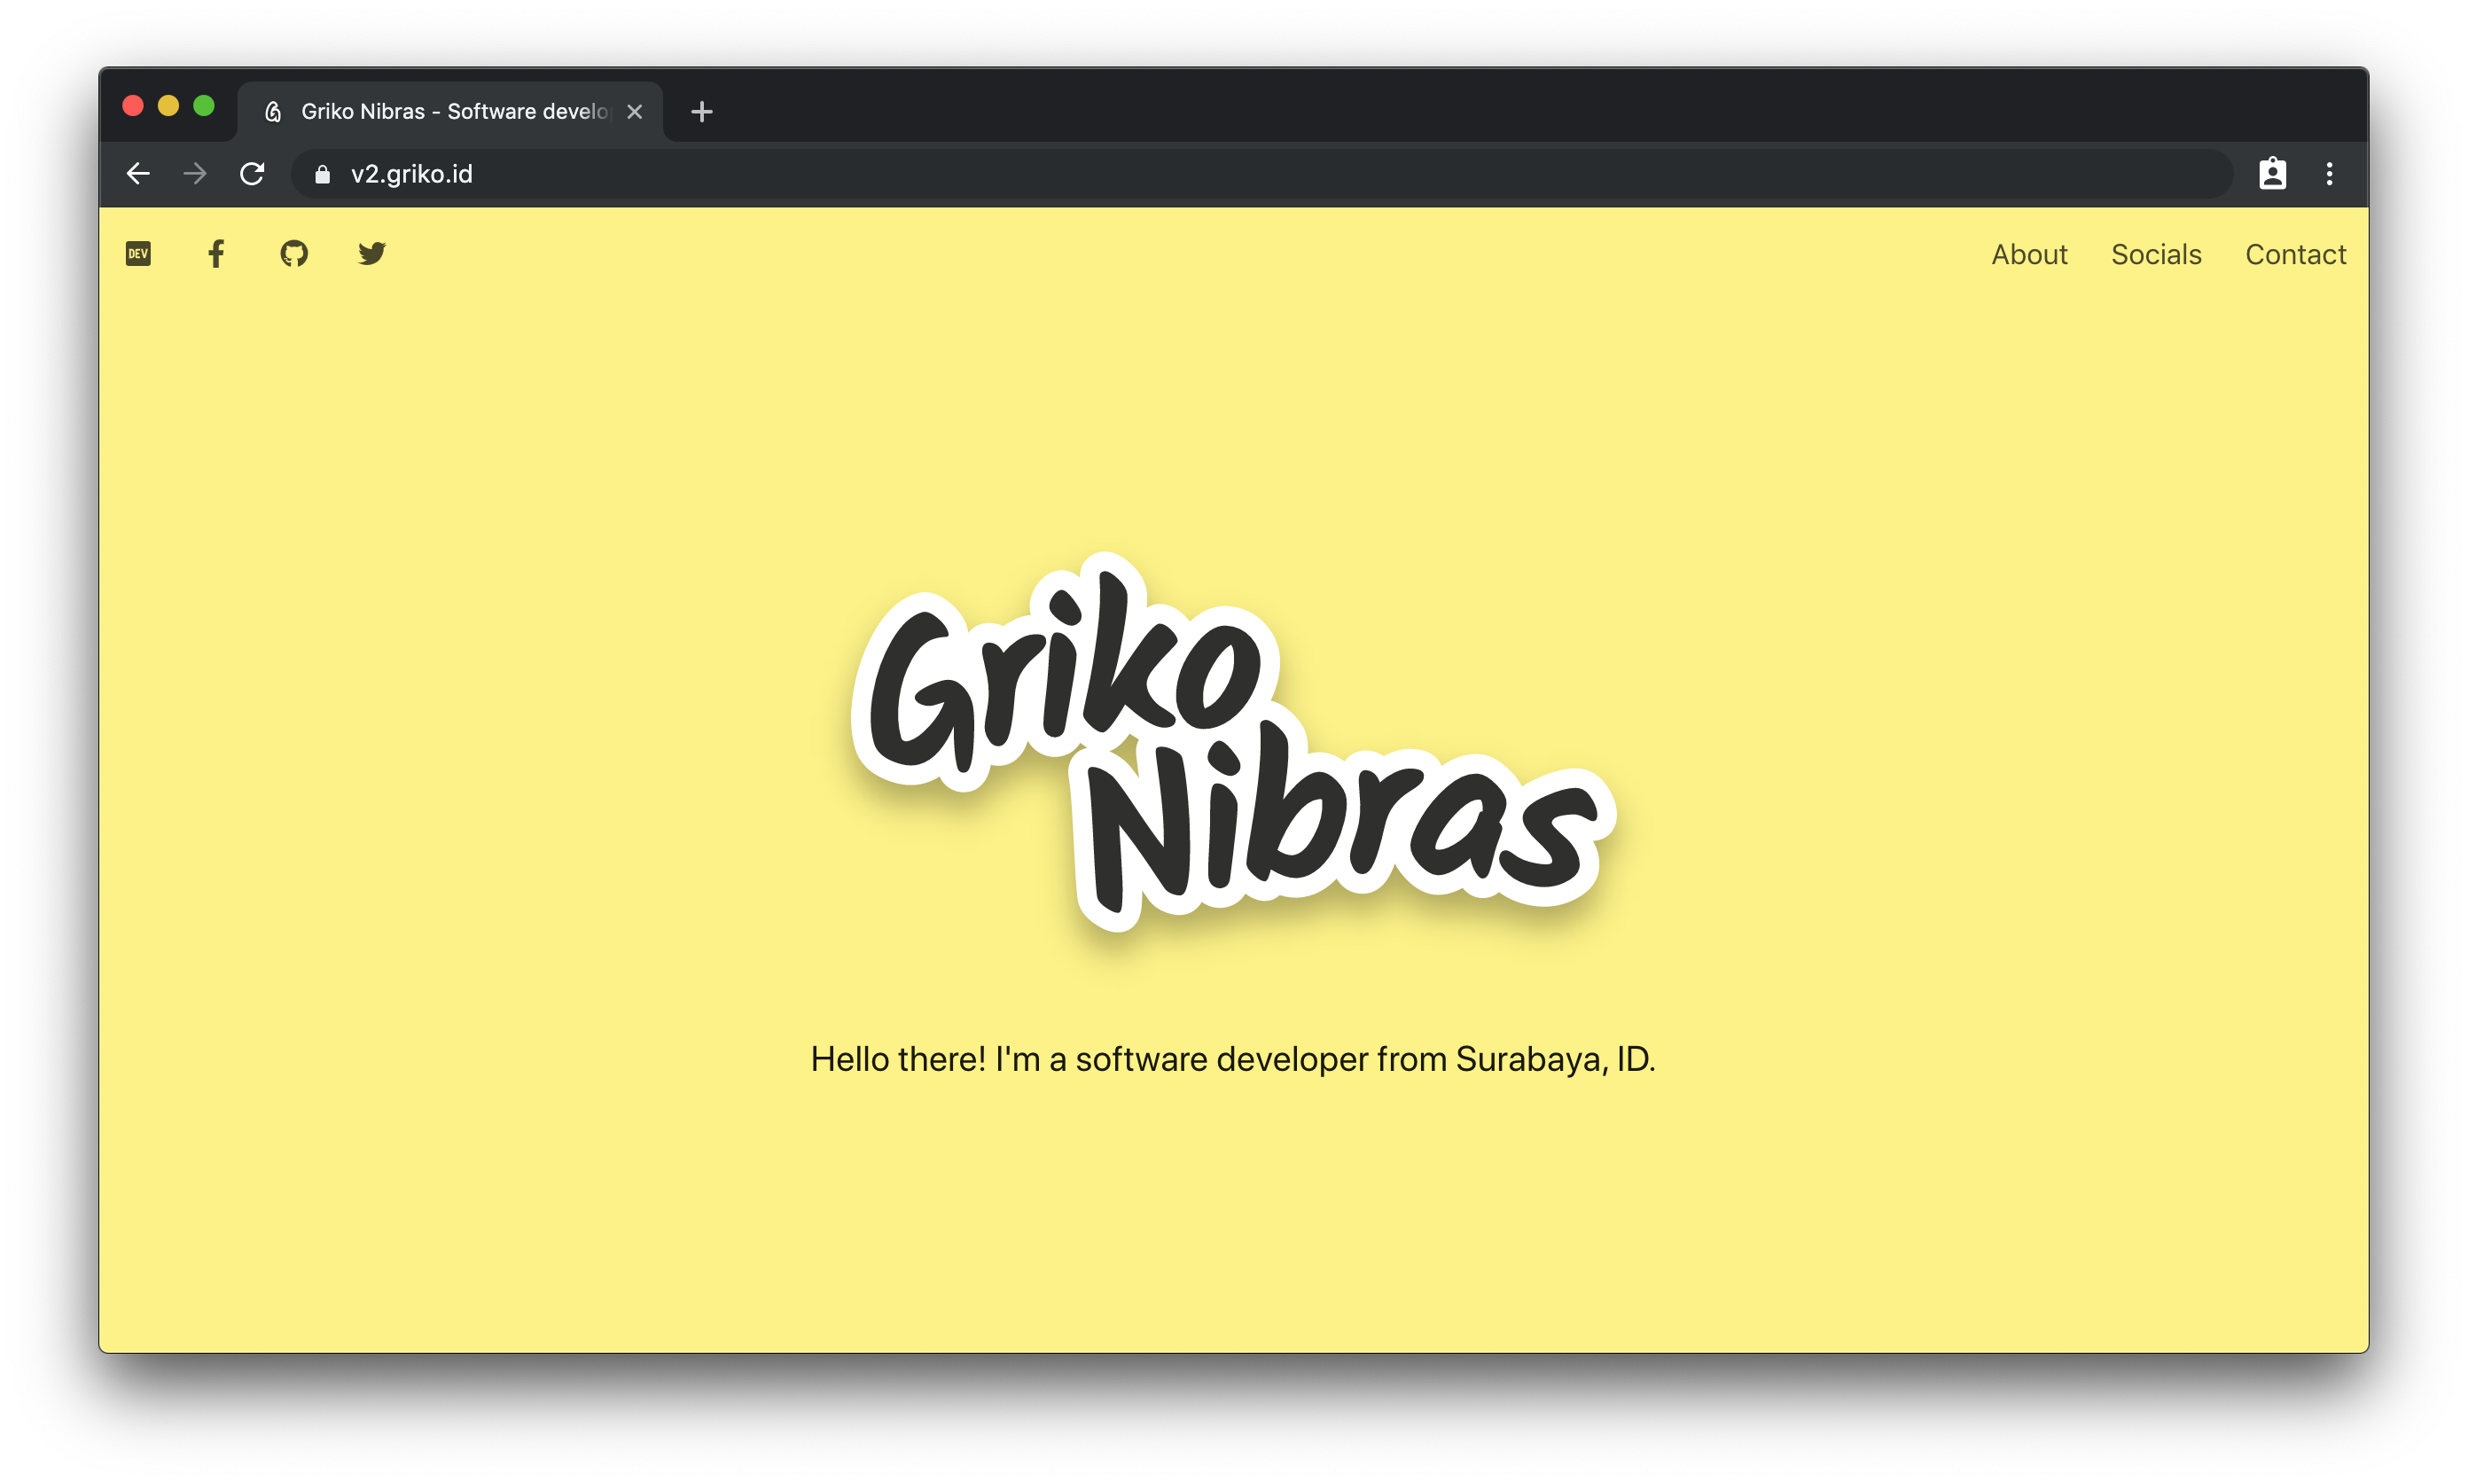 Griko Nibras - Software develo
v2.griko.id
DEV
About Socials Contact
Griko
Nibras
Hello there! I'm a software developer from Surabaya, ID.